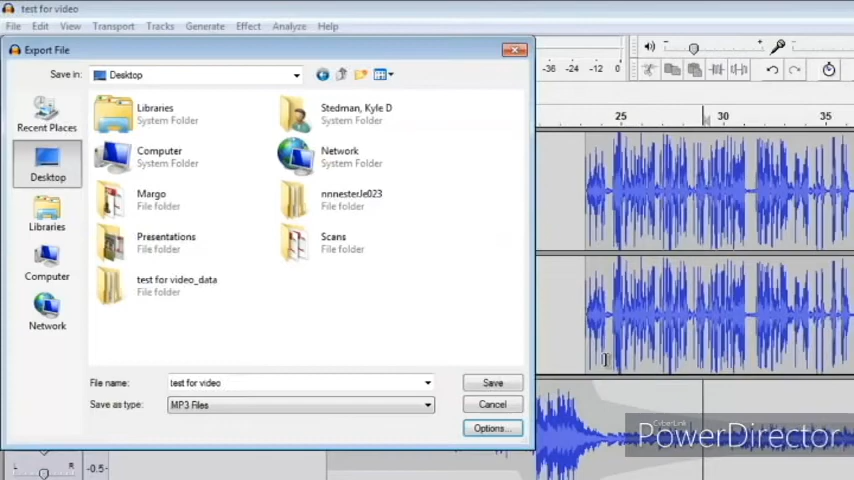 test for video
File Edit View Transport Tracks Generate Effect Analyze Help
Export File
Save in: Desktop
-36 -24 -12 0
Recent Places
Desktop
Libraries
Computer
Network
Libraries
System Folder
Stedman, Kyle D
System Folder
Computer
System Folder
Network
System Folder
Margo
File folder
nnnesterJe023
File folder
Presentations
File folder
Scans
File folder
test for video_data
File folder
25 30 35
File name: test for video
Save
Save as type: MP3 Files
Cancel
Options...
L R
-0.5-
CyberLink
PowerDirector